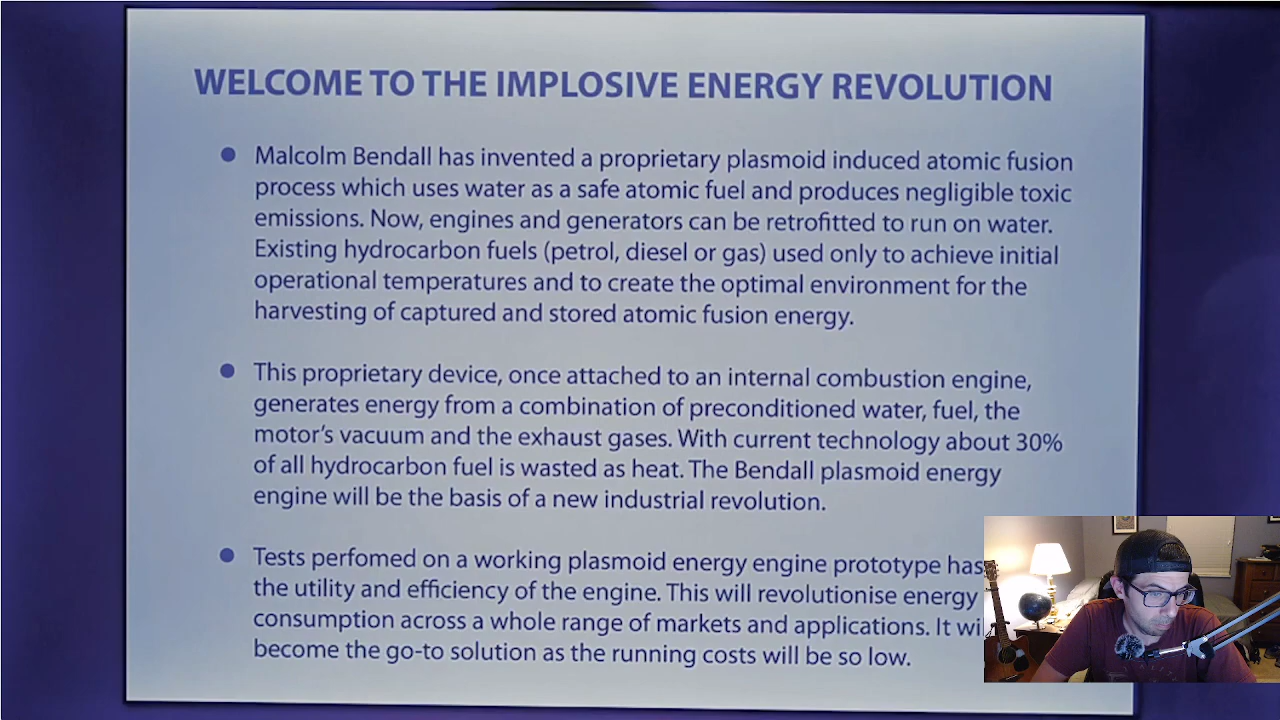 WELCOME TO THE IMPLOSIVE ENERGY REVOLUTION
Malcolm Bendall has invented a proprietary plasmoid induced atomic fusion
process which uses water as a safe atomic fuel and produces negligible toxic
emissions. Now, engines and generators can be retrofitted to run on water.
Existing hydrocarbon fuels (petrol, diesel or gas) used only to achieve initial
operational temperatures and to create the optimal environment for the
harvesting of captured and stored atomic fusion energy.
This proprietary device, once attached to an internal combustion engine,
generates energy from a combination of preconditioned water, fuel, the
motor's vacuum and the exhaust gases. With current technology about 30%
of all hydrocarbon fuel is wasted as heat. The Bendall plasmoid energy
engine will be the basis of a new industrial revolution.
Tests perfomed on a working plasmoid energy engine prototype has
the utility and efficiency of the engine. This will revolutionise energy
consumption across a whole range of markets and applications. It
become the go-to solution as the running costs will be so low.